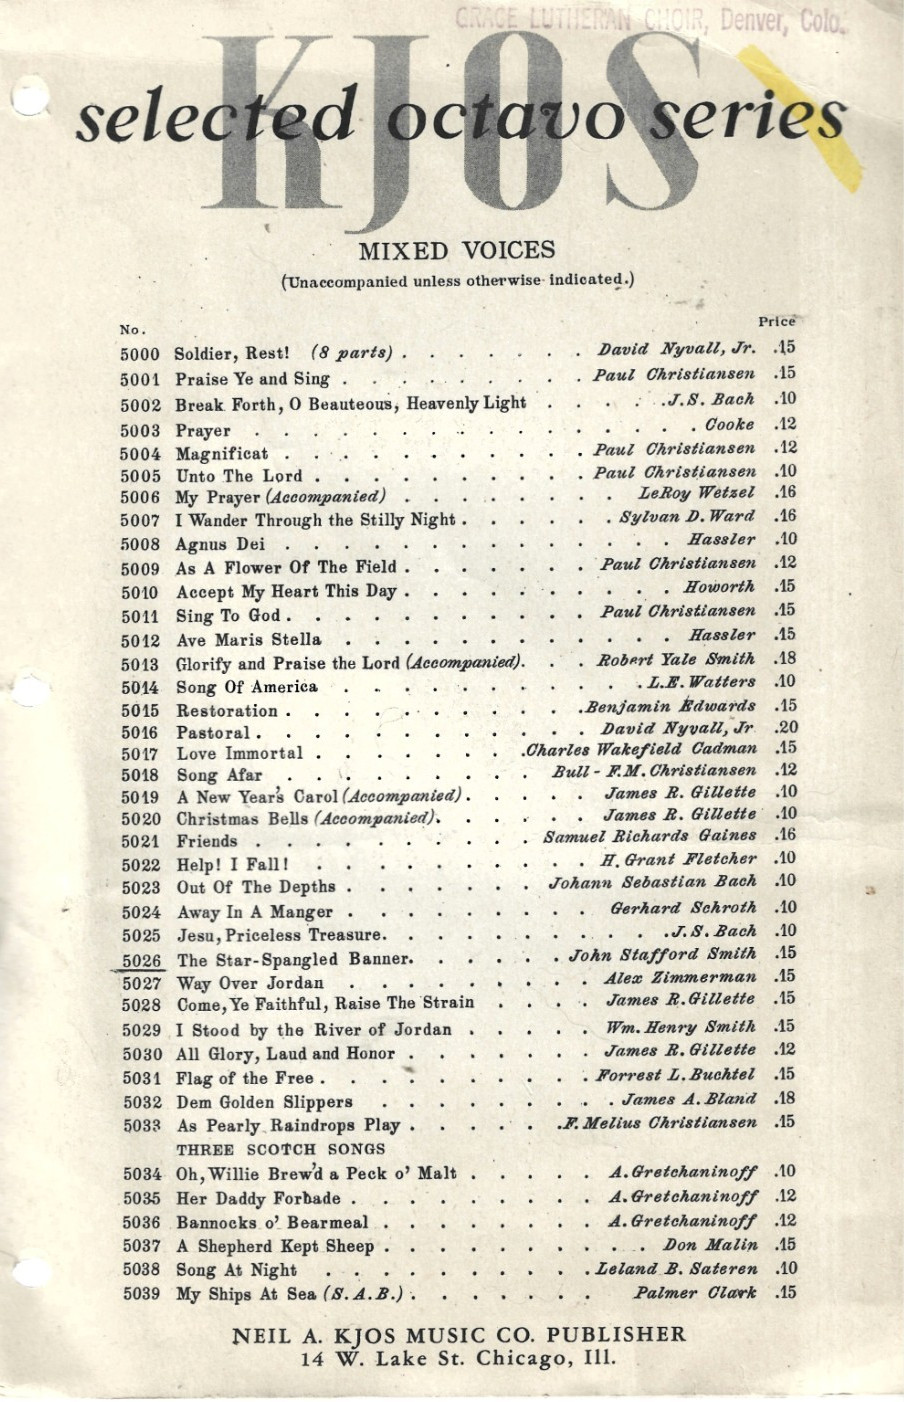 GRACE LUTHERAN CHOIR, Denver, Colo.
KJOS
selected octavo series
MIXED VOICES
(Unaccompanied unless otherwise indicated.)
No. Price
5000 Soldier, Rest! (8 parts) . . . . . . . David Nyvall, Jr. .15
5001 Praise Ye and Sing . . . . . . . . . Paul Christiansen .15
5002 Break Forth, O Beauteous, Heavenly Light . . . . . J.S. Bach .10
5003 Prayer . . . . . . . . . . . . . . . . Cooke .12
5004 Magnificat . . . . . . . . . . . Paul Christiansen .12
5005 Unto The Lord . . . . . . . . . . Paul Christiansen .10
5006 My Prayer (Accompanied) . . . . . . . . LeRoy Wetzel .16
5007 I Wander Through the Stilly Night . . . . . . Sylvan D. Ward .16
5008 Agnus Dei . . . . . . . . . . . . . . Hassler .10
5009 As A Flower Of The Field . . . . . . . Paul Christiansen .12
5010 Accept My Heart This Day . . . . . . . . . . Howorth .15
5011 Sing To God . . . . . . . . . . . Paul Christiansen .15
5012 Ave Maris Stella . . . . . . . . . . . . Hassler .15
5013 Glorify and Praise the Lord (Accompanied). . . Robert Yale Smith .18
5014 Song Of America . . . . . . . . . . . L.E. Watters .10
5015 Restoration . . . . . . . . . . . Benjamin Edwards .15
5016 Pastoral . . . . . . . . . . . . David Nyvall, Jr .20
5017 Love Immortal . . . . . . . . Charles Wakefield Cadman .15
5018 Song Afar . . . . . . . . . Bull - F.M. Christiansen .12
5019 A New Year's Carol (Accompanied) . . . . . James R. Gillette .10
5020 Christmas Bells (Accompanied). . . . . . James R. Gillette .10
5021 Friends . . . . . . . . . . Samuel Richards Gaines .16
5022 Help! I Fall! . . . . . . . . . . H. Grant Fletcher .10
5023 Out Of The Depths . . . . . . . Johann Sebastian Bach .10
5024 Away In A Manger . . . . . . . . . Gerhard Schroth .10
5025 Jesu, Priceless Treasure. . . . . . . . . . J.S. Bach .10
5026 The Star-Spangled Banner. . . . . . John Stafford Smith .15
5027 Way Over Jordan . . . . . . . . . Alex Zimmerman .15
5028 Come, Ye Faithful, Raise The Strain . . . . James R. Gillette .15
5029 I Stood by the River of Jordan . . . . . Wm. Henry Smith .15
5030 All Glory, Laud and Honor . . . . . . . James R. Gillette .12
5031 Flag of the Free . . . . . . . . . . Forrest L. Buchtel .15
5032 Dem Golden Slippers . . . . . . . . . James A. Bland .18
5033 As Pearly Raindrops Play . . . . . . F. Melius Christiansen .15
THREE SCOTCH SONGS
5034 Oh, Willie Brew'd a Peck o' Malt . . . . . A. Gretchaninoff .10
5035 Her Daddy Forbade . . . . . . . . . A. Gretchaninoff .12
5036 Bannocks o' Bearmeal . . . . . . . . A. Gretchaninoff .12
5037 A Shepherd Kept Sheep . . . . . . . . . . Don Malin .15
5038 Song At Night . . . . . . . . . . Leland B. Sateren .10
5039 My Ships At Sea (S.A.B.) . . . . . . . Palmer Clark .15
NEIL A. KJOS MUSIC CO. PUBLISHER
14 W. Lake St. Chicago, Ill.